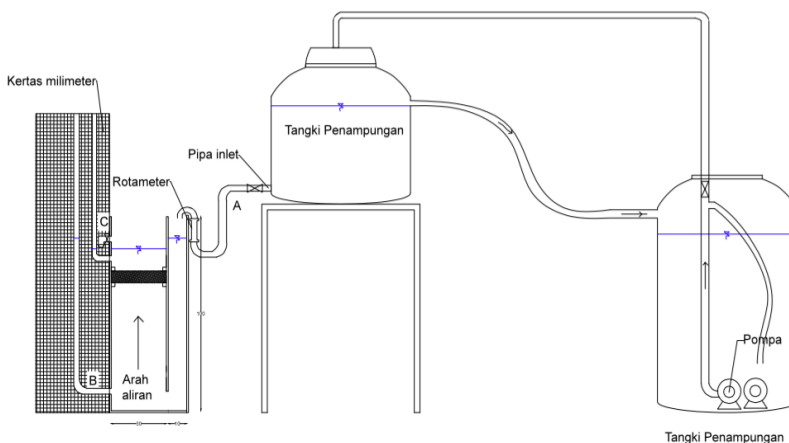 Kertas milimeter
Tangki Penampungan
Pipa inlet
Rotameter
A
C
B
Arah
aliran
Pompa
Tangki Penampungan